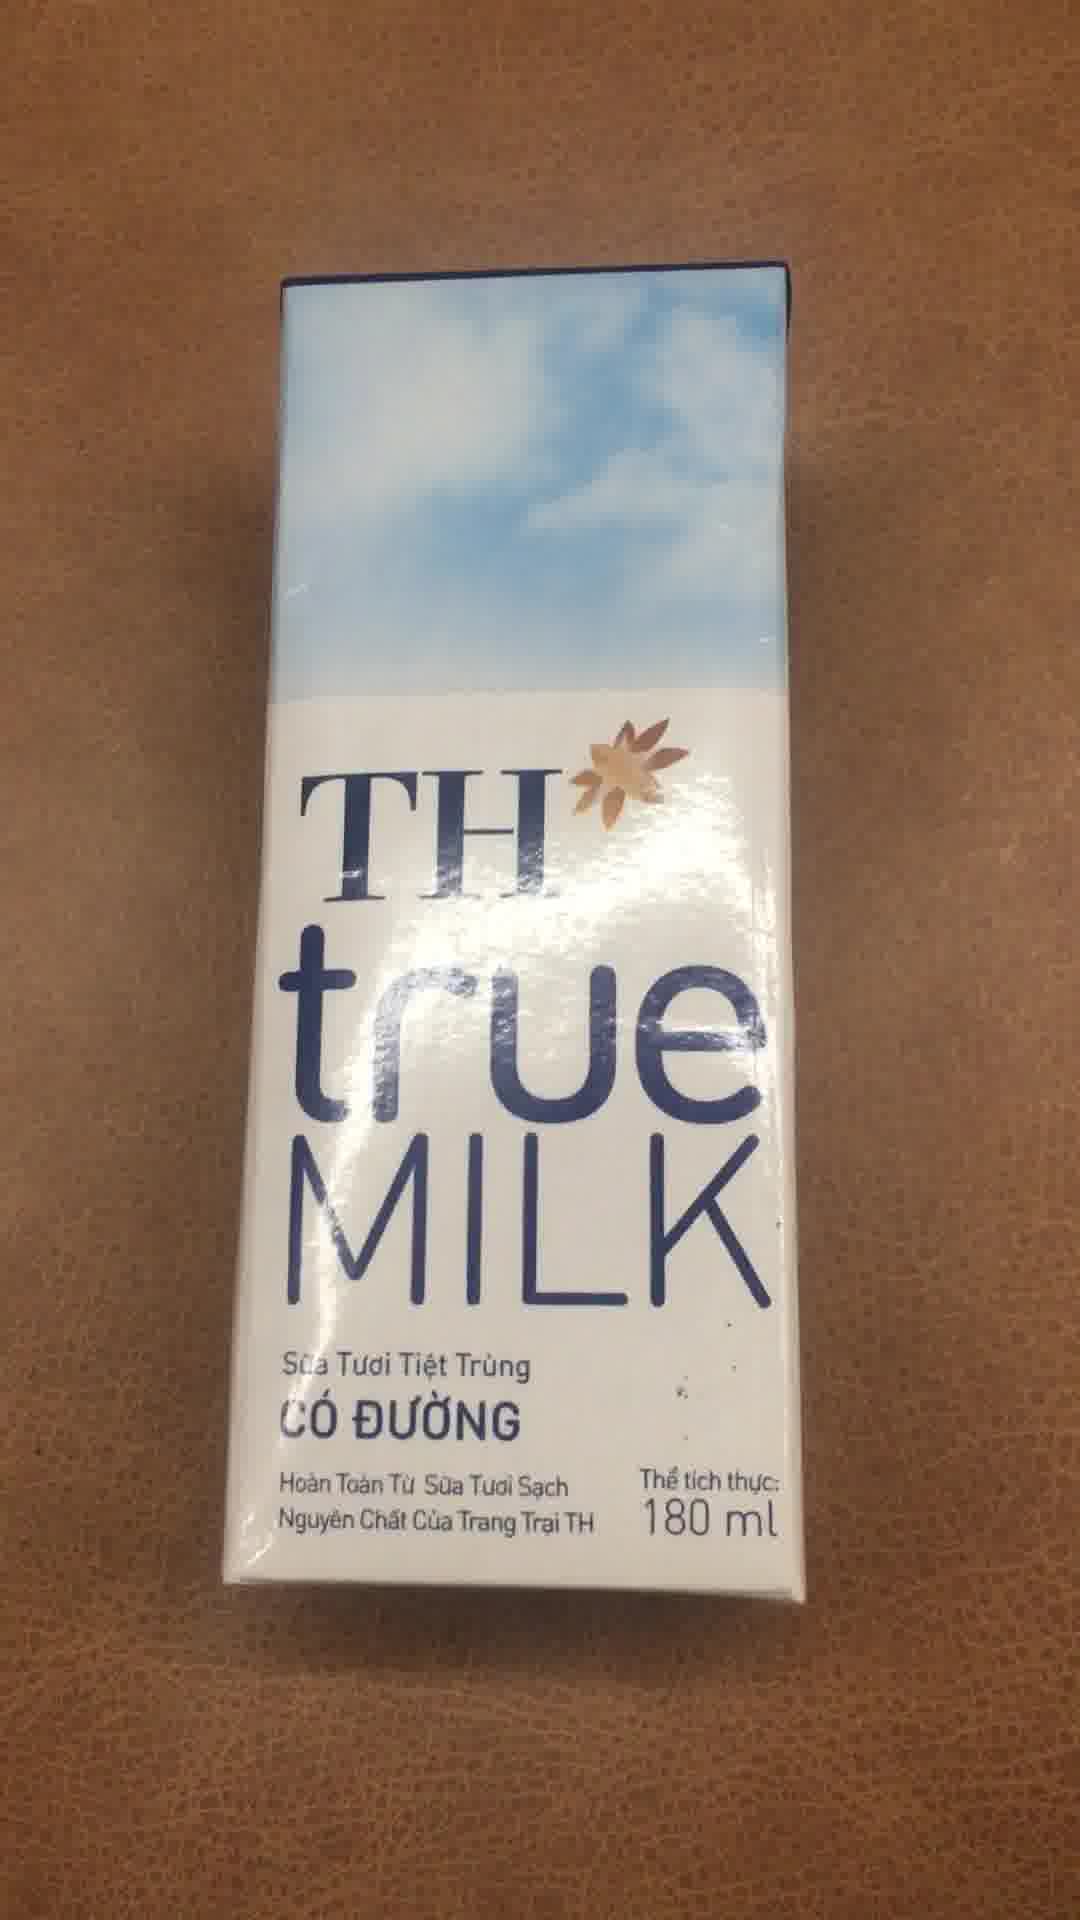 TH
true
MILK
Sữa Tươi Tiệt Trùng
CÓ ĐƯỜNG
Hoàn Toàn Từ Sữa Tươi Sạch
Nguyên Chất Của Trang Trại TH
Thể tích thực:
180 ml